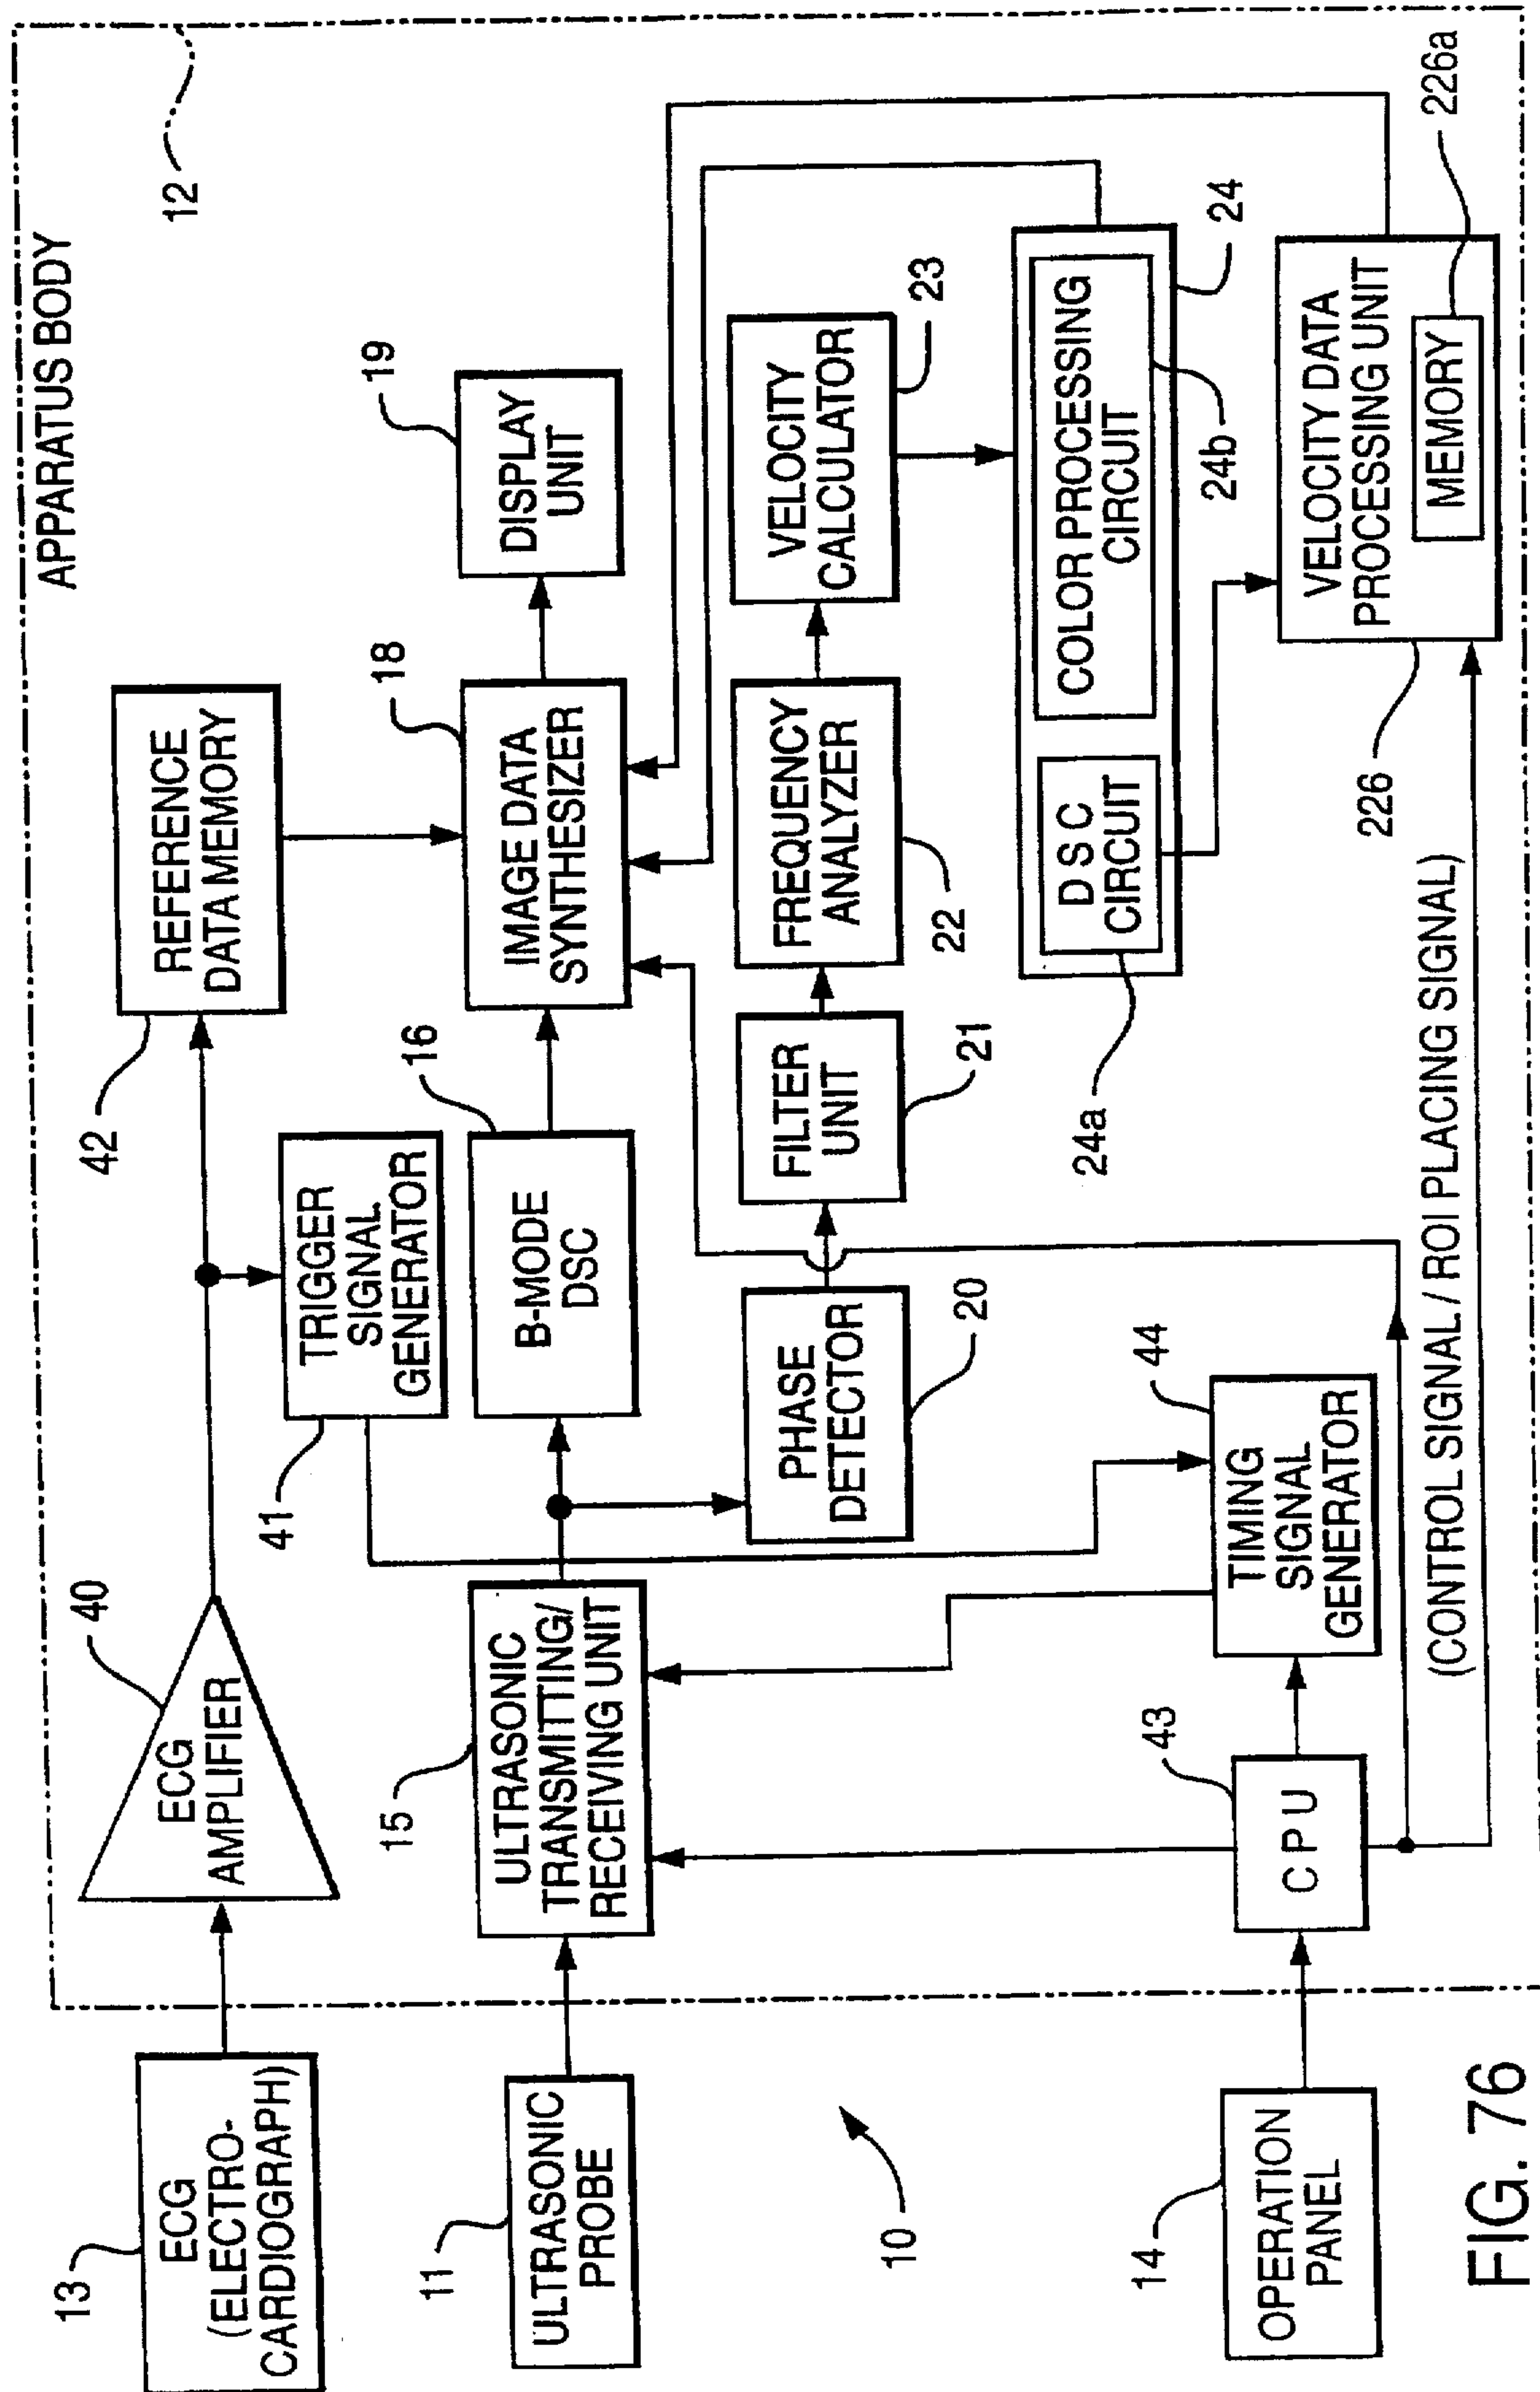 APPARATUS BODY
12
13
ECG
(ELECTRO-
CARDIOGRAPH)
40
ECG
AMPLIFIER
42
REFERENCE
DATA MEMORY
41
TRIGGER
SIGNAL
GENERATOR
11
ULTRASONIC
PROBE
15
ULTRASONIC
TRANSMITTING/
RECEIVING UNIT
16
B-MODE
DSC
18
IMAGE DATA
SYNTHESIZER
19
DISPLAY
UNIT
10
PHASE
DETECTOR
20
FILTER
UNIT
21
FREQUENCY
ANALYZER
22
VELOCITY
CALCULATOR
23
DSC
CIRCUIT
24a
COLOR PROCESSING
CIRCUIT
24b
24
14
OPERATION
PANEL
43
CPU
44
TIMING
SIGNAL
GENERATOR
226
VELOCITY DATA
PROCESSING UNIT
MEMORY
226a
(CONTROL SIGNAL / ROI PLACING SIGNAL)
FIG. 76